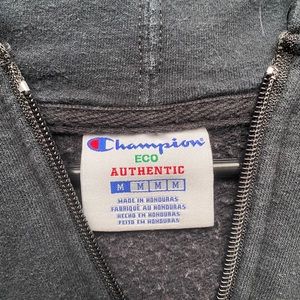 Champion
ECO
AUTHENTIC
M M M M
MADE IN HONDURAS
FABRIQUÉ AU HONDURAS
HECHO EN HONDURAS
FEITO EM HONDURAS